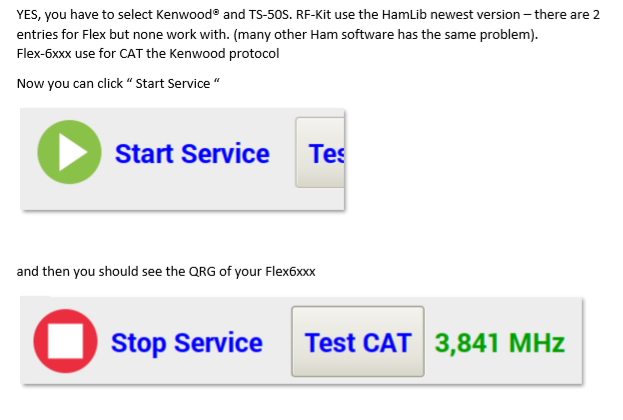 YES, you have to select Kenwood® and TS-50S. RF-Kit use the HamLib newest version – there are 2
entries for Flex but none work with. (many other Ham software has the same problem).
Flex-6xxx use for CAT the Kenwood protocol
Now you can click “ Start Service “
Start Service Tes
and then you should see the QRG of your Flex6xxx
Stop Service Test CAT 3,841 MHz